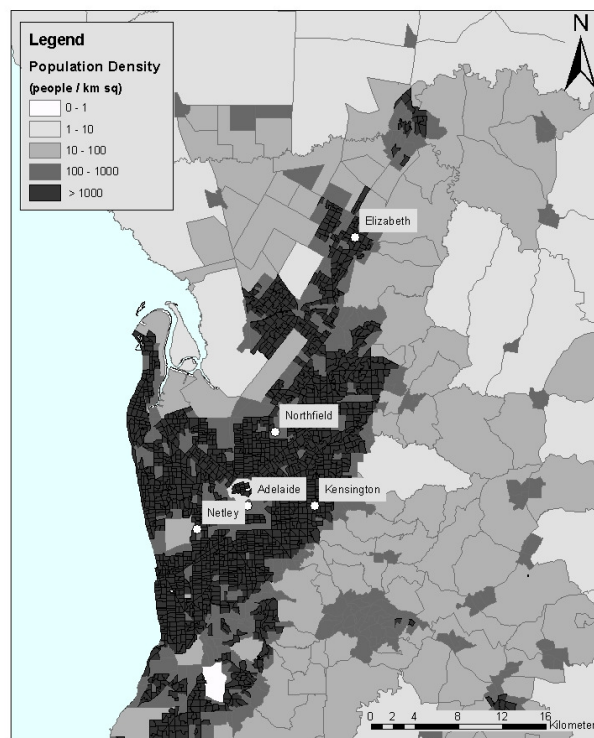 Legend
Population Density
(people / km sq)
0 - 1
1 - 10
10 - 100
100 - 1000
> 1000
N
Elizabeth
Northfield
Adelaide
Kensington
Netley
0 2 4 8 12 16
Kilometer